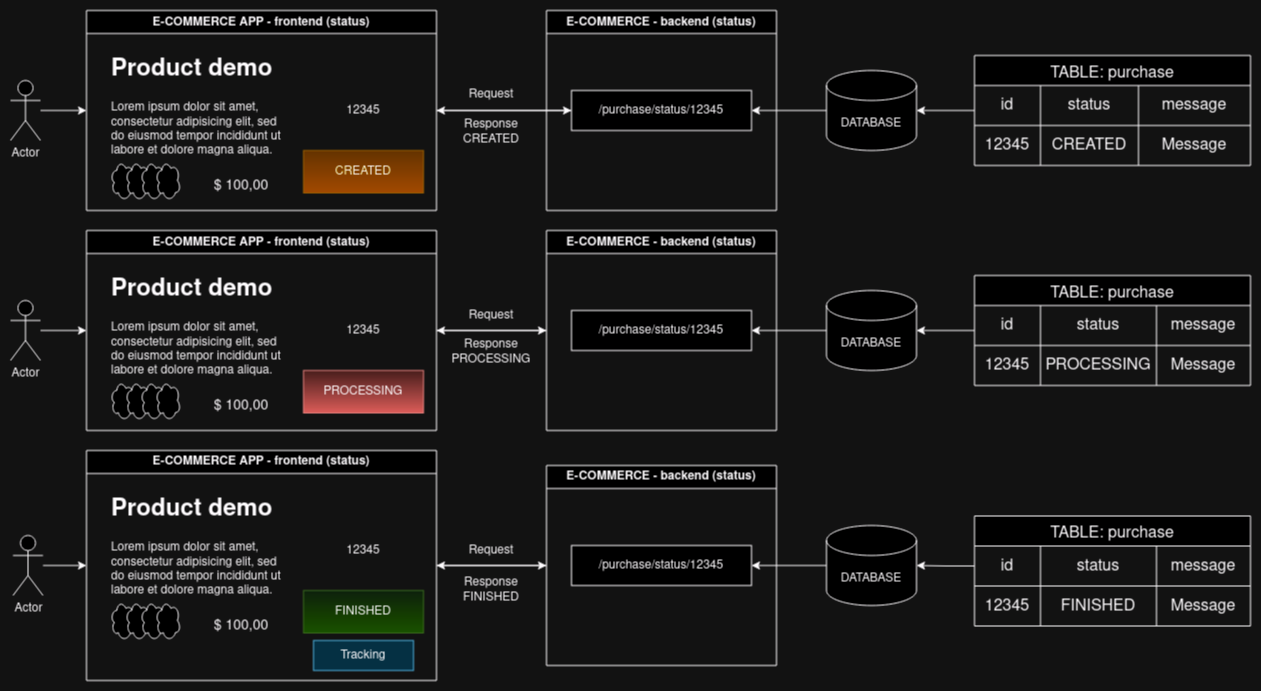 E-COMMERCE APP - frontend (status)
Product demo
Lorem ipsum dolor sit amet,
consectetur adipisicing elit, sed
do eiusmod tempor incididunt ut
labore et dolore magna aliqua.
$ 100,00
12345
CREATED
Actor
Request
Response
CREATED
E-COMMERCE - backend (status)
/purchase/status/12345
DATABASE
TABLE: purchase
id status message
12345 CREATED Message
E-COMMERCE APP - frontend (status)
Product demo
Lorem ipsum dolor sit amet,
consectetur adipisicing elit, sed
do eiusmod tempor incididunt ut
labore et dolore magna aliqua.
$ 100,00
12345
PROCESSING
Actor
Request
Response
PROCESSING
E-COMMERCE - backend (status)
/purchase/status/12345
DATABASE
TABLE: purchase
id status message
12345 PROCESSING Message
E-COMMERCE APP - frontend (status)
Product demo
Lorem ipsum dolor sit amet,
consectetur adipisicing elit, sed
do eiusmod tempor incididunt ut
labore et dolore magna aliqua.
$ 100,00
12345
FINISHED
Tracking
Actor
Request
Response
FINISHED
E-COMMERCE - backend (status)
/purchase/status/12345
DATABASE
TABLE: purchase
id status message
12345 FINISHED Message